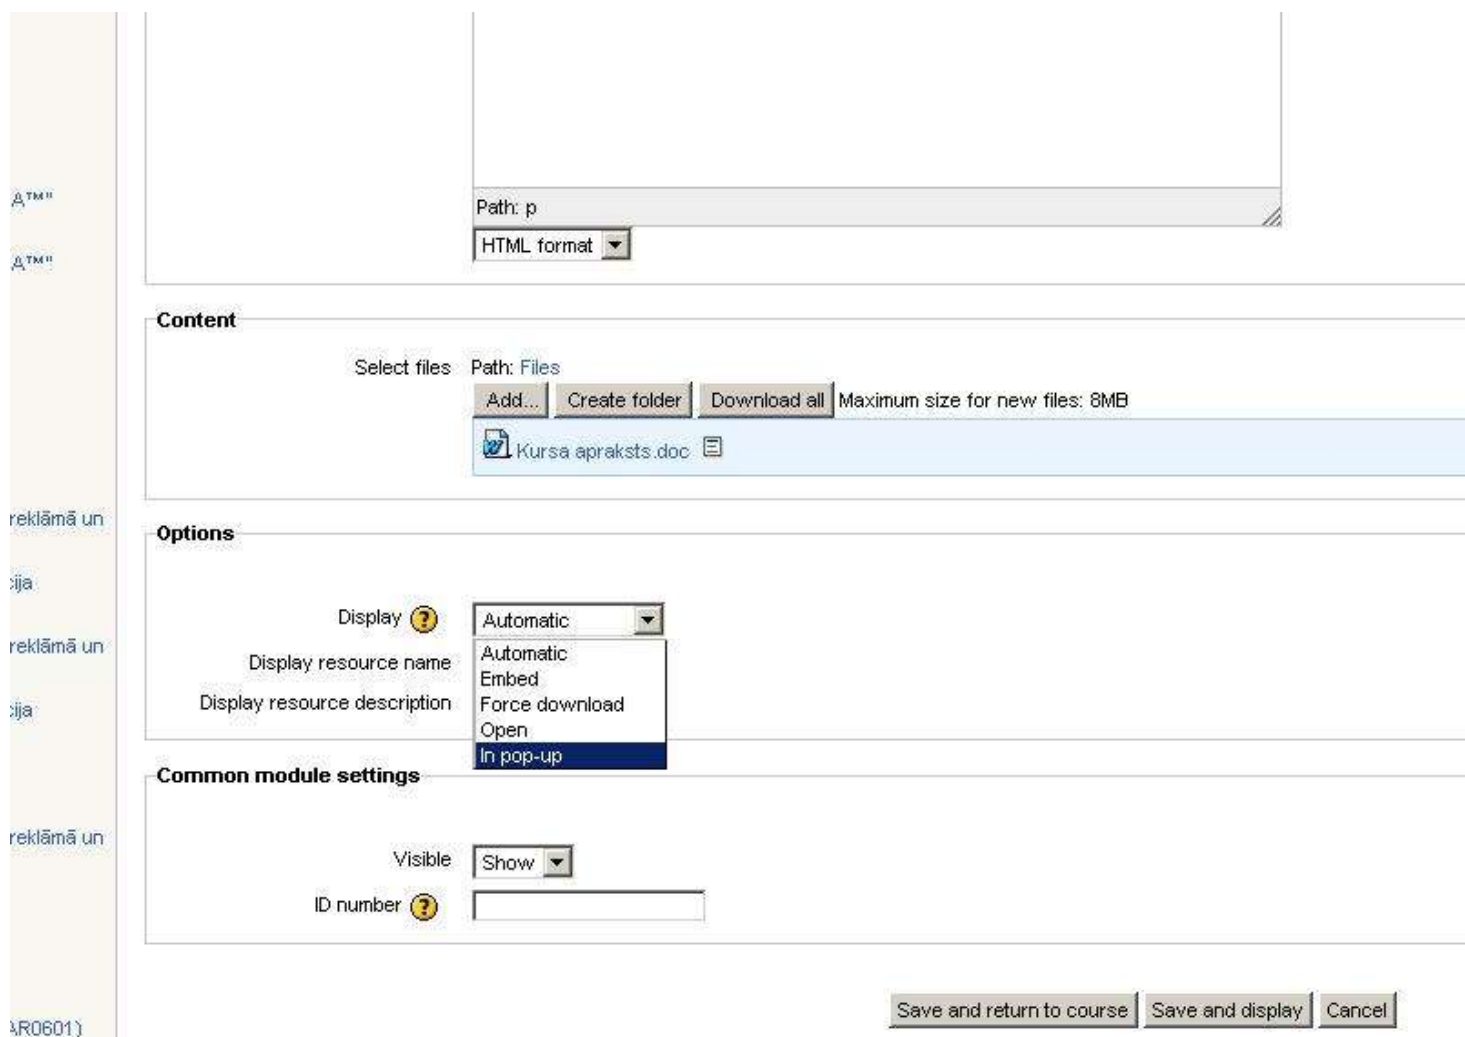 A™"
Path: p
HTML format
A™"
Content
Select files Path: Files
Add... Create folder Download all Maximum size for new files: 8MB
Kursa apraksts.doc
reklāmā un
Options
cija
Display Automatic
reklāmā un
Automatic
Display resource name
Embed
Display resource description
Force download
cija
Open
In pop-up
Common module settings
reklāmā un
Visible Show
ID number
Save and return to course Save and display Cancel
AR0601)